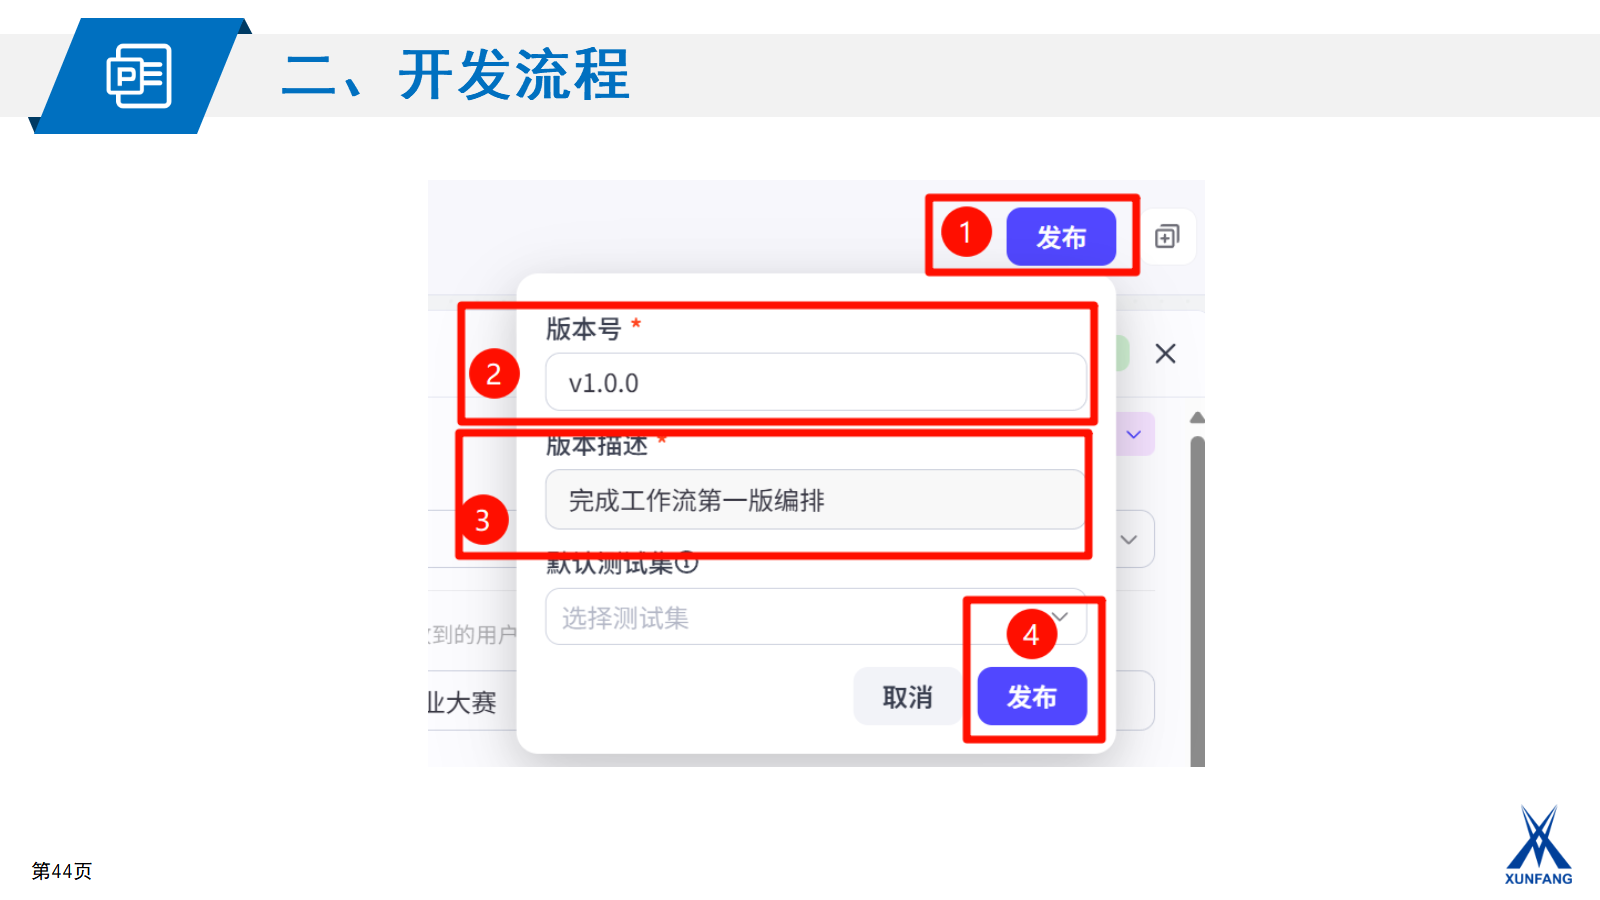 二、开发流程
1
发布
版本号 *
2
v1.0.0
版本描述 *
3
完成工作流第一版编排
默认测试集
选择测试集
到的用户
4
业大赛
取消
发布
第44页
XUNFANG